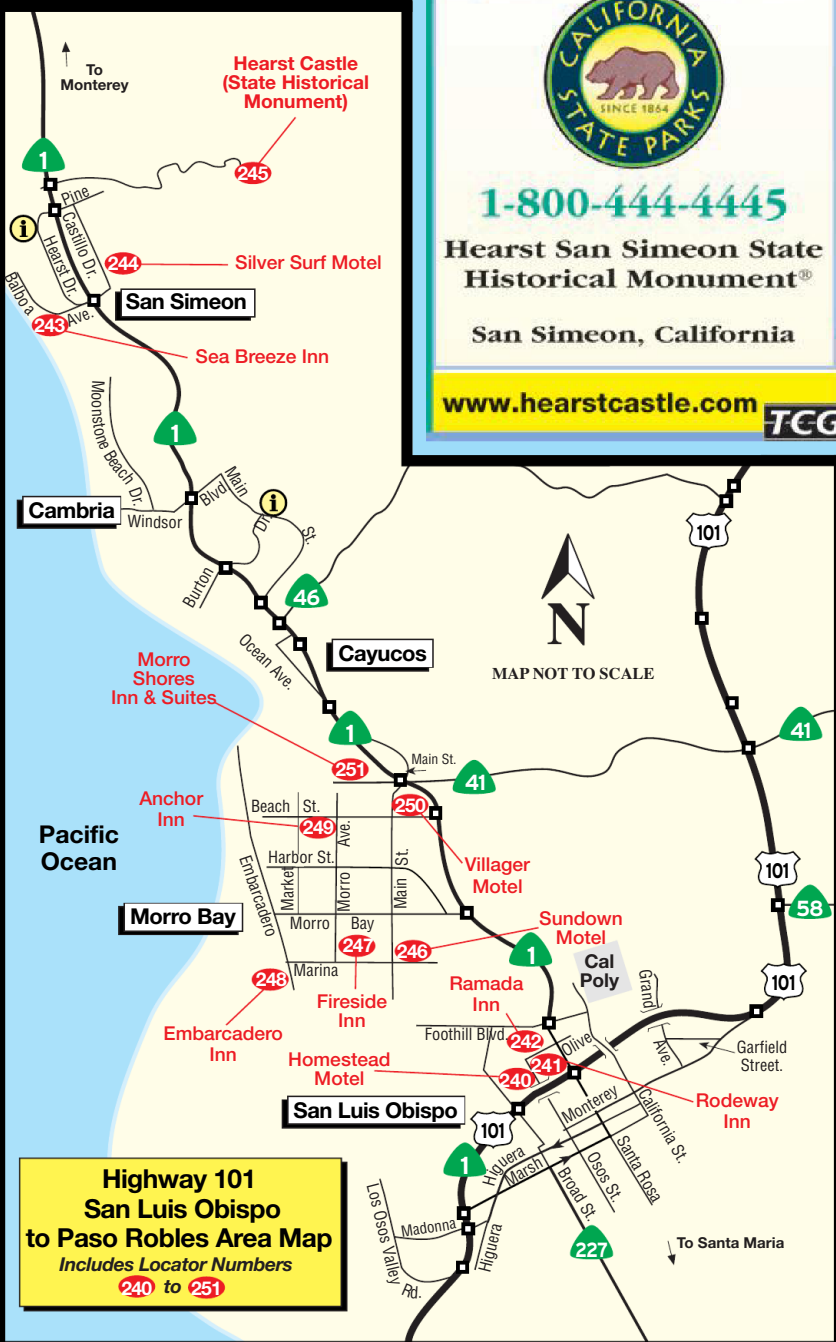 CALIFORNIA
STATE PARKS
SINCE 1864
1-800-444-4445
Hearst San Simeon State
Historical Monument®
San Simeon, California
www.hearstcastle.com
TCG
To
Monterey
Hearst Castle
(State Historical
Monument)
1
245
Pine
i
Castillo Dr.
Hearst Dr.
244
Silver Surf Motel
Balboa Ave.
San Simeon
243
Sea Breeze Inn
Moonstone Beach Dr.
1
Cambria
Windsor Blvd
Main St.
i
Burton Dr.
101
46
N
MAP NOT TO SCALE
Ocean Ave.
Cayucos
Morro
Shores
Inn & Suites
1
251
Main St.
41
41
Anchor
Inn
Beach St.
249
250
Pacific
Ocean
Harbor St.
Villager
Motel
Embarcadero
Market
Morro Ave.
Main St.
101
58
Morro Bay
Morro Bay
247
246
Sundown
Motel
1
Marina
248
Fireside
Inn
Embarcadero
Inn
Cal
Poly
101
Ramada
Inn
Foothill Blvd.
242
Olive
Grand Ave.
Garfield
Street.
Homestead
Motel
240
241
Rodeway
Inn
San Luis Obispo
101
Monterey
California St.
Santa Rosa
Osos St.
Broad St.
Higuera
Marsh
1
Madonna
Higuera
Los Osos Valley Rd.
227
To Santa Maria
Highway 101
San Luis Obispo
to Paso Robles Area Map
Includes Locator Numbers
240 to 251